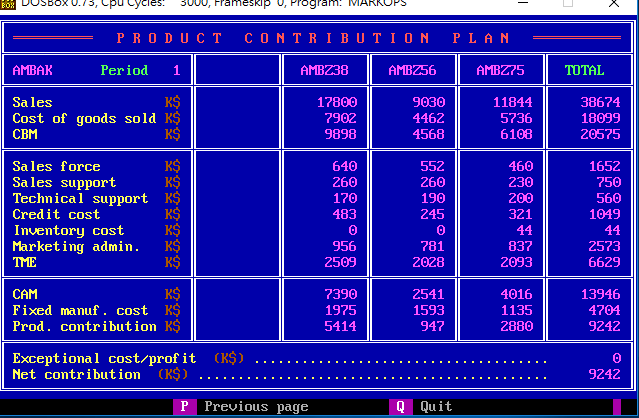 BOX DOSBox 0.73, Cpu Cycles: 3000, Frameskip 0, Program: MARKOPS
PRODUCT CONTRIBUTION PLAN
AMBAK Period 1 AMBZ38 AMBZ56 AMBZ75 TOTAL
Sales K$ 17800 9030 11844 38674
Cost of goods sold K$ 7902 4462 5736 18099
CBM K$ 9898 4568 6108 20575
Sales force K$ 640 552 460 1652
Sales support K$ 260 260 230 750
Technical support K$ 170 190 200 560
Credit cost K$ 483 245 321 1049
Inventory cost K$ 0 0 44 44
Marketing admin. K$ 956 781 837 2573
TME K$ 2509 2028 2093 6629
CAM K$ 7390 2541 4016 13946
Fixed manuf. cost K$ 1975 1593 1135 4704
Prod. contribution K$ 5414 947 2880 9242
Exceptional cost/profit (K$) ..................................... 0
Net contribution (K$) ............................................ 9242
P Previous page Q Quit